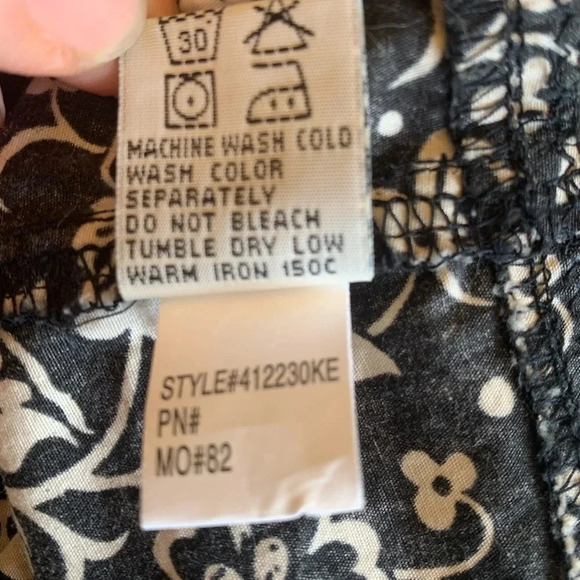 30
MACHINE WASH COLD
WASH COLOR
SEPARATELY
DO NOT BLEACH
TUMBLE DRY LOW
WARM IRON 150C
STYLE#412230KE
PN#
MO#82